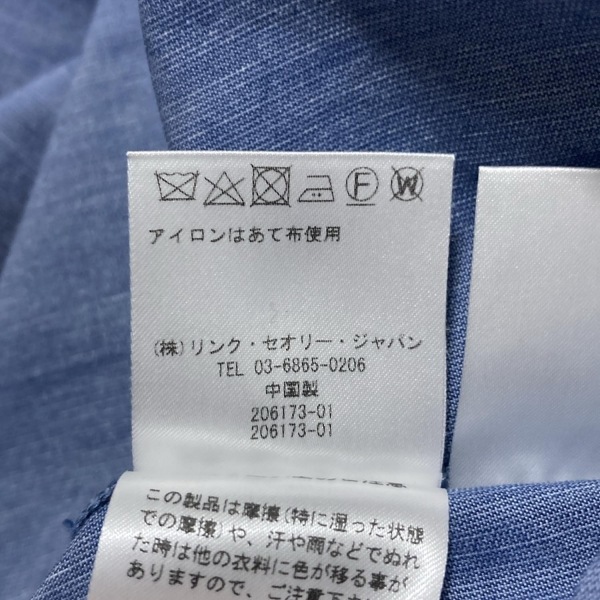 F W
アイロンはあて布使用
(株)リンク・セオリー・ジャパン
TEL 03-6865-0206
中国製
206173-01
206173-01
この製品は摩擦(特に湿った状態
での摩擦)や、汗や雨などでぬれ
た時は他の衣料に色が移る事が
ありますので、ご注意下さ